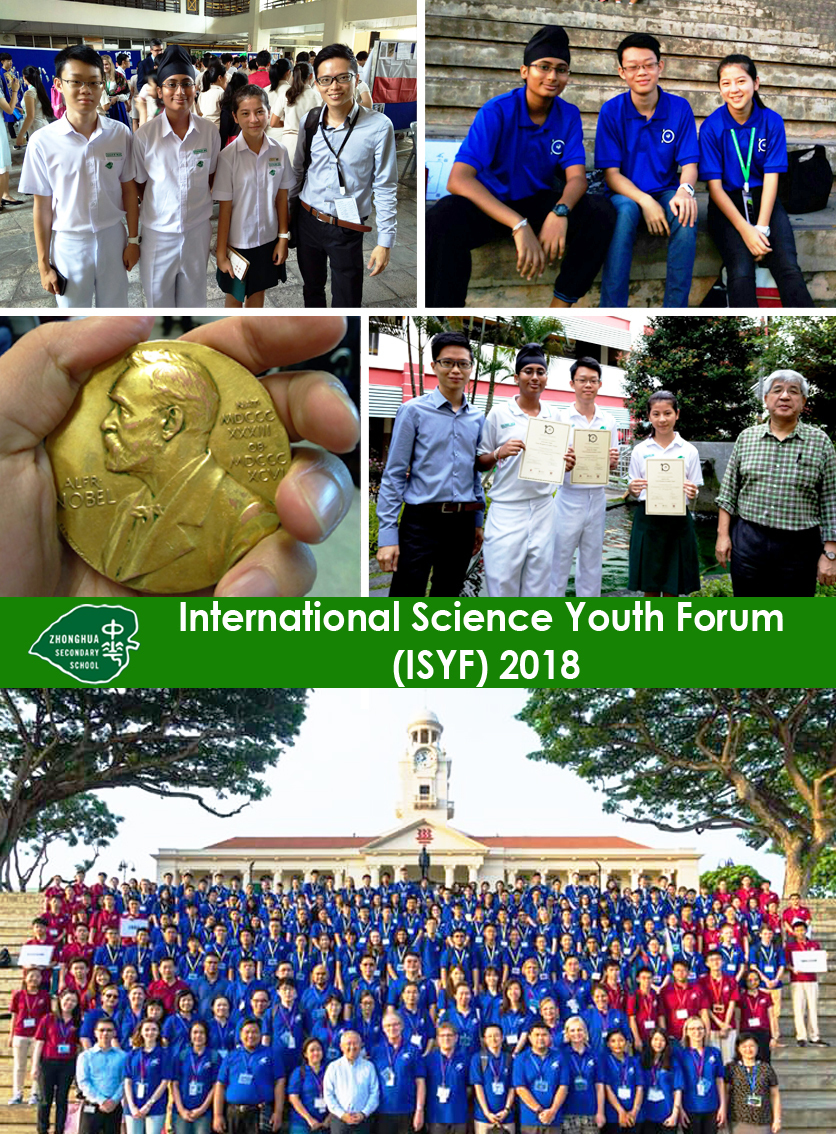 ALFR.
NOBEL
NAT.
MDCCC
XXXIII
OB.
MDCCC
XCVI
ZHONGHUA
SECONDARY
SCHOOL
中
华
International Science Youth Forum
(ISYF) 2018